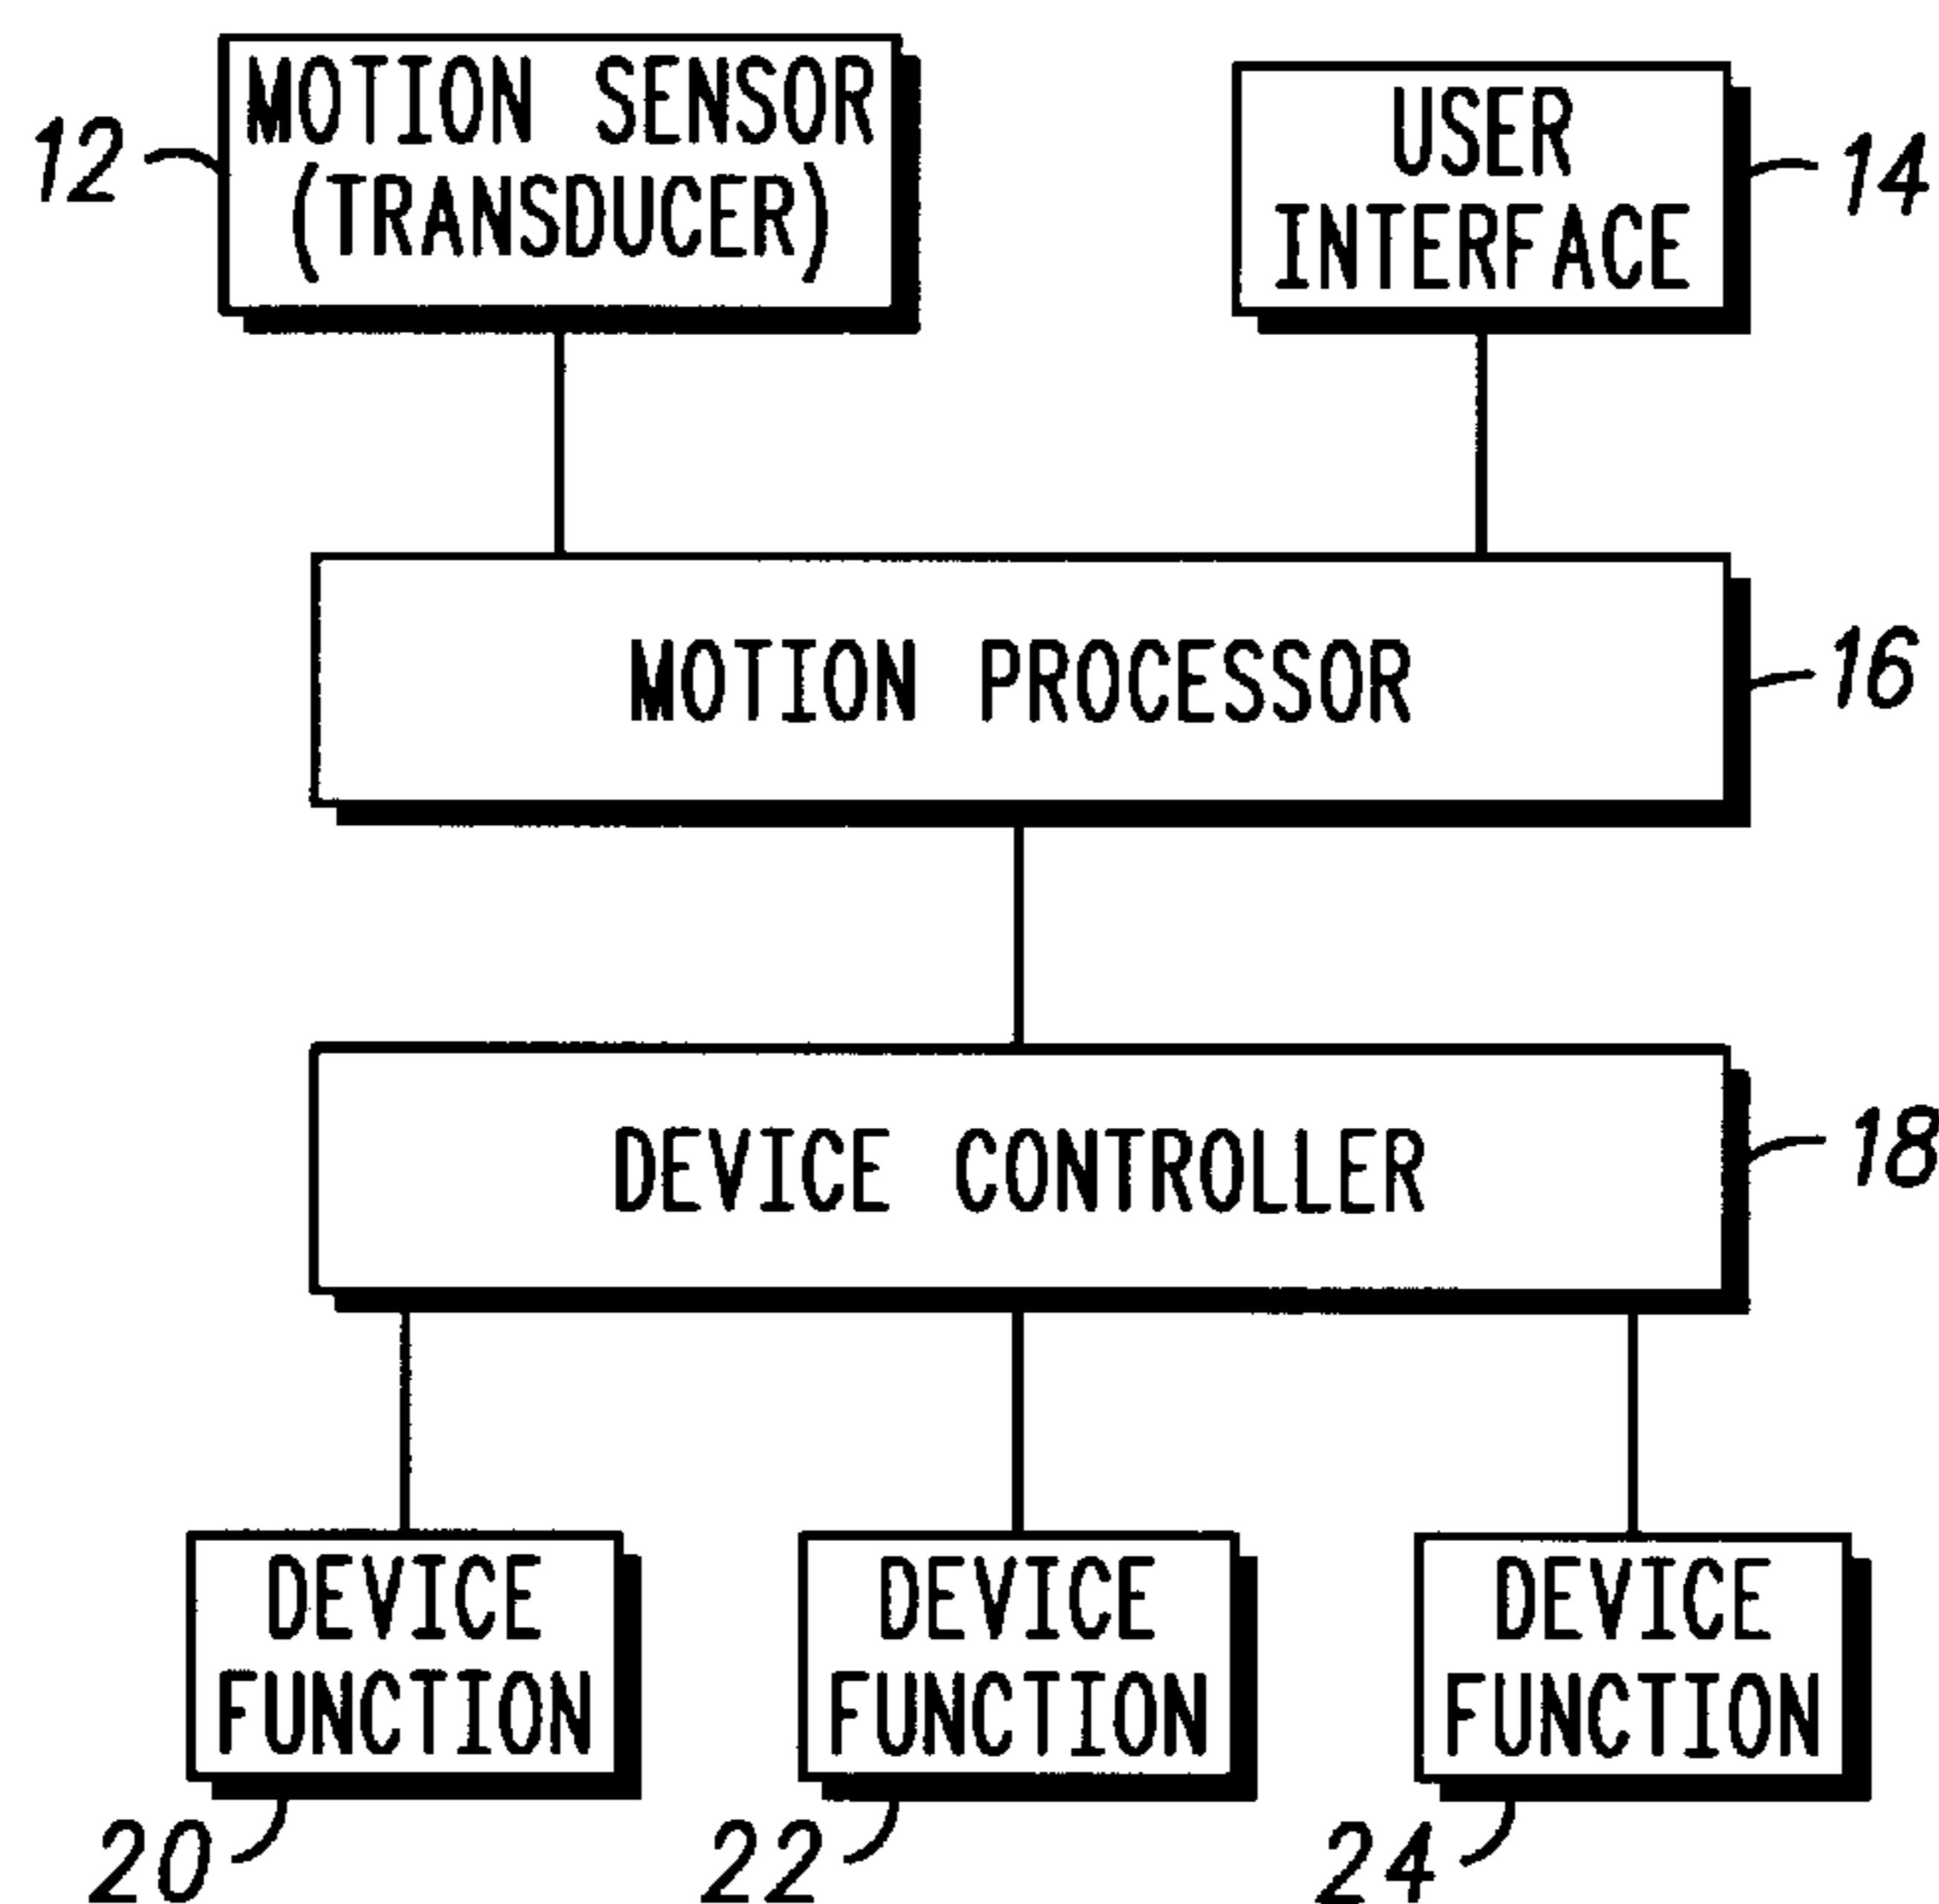 12
MOTION SENSOR
(TRANSDUCER)
USER
INTERFACE
14
MOTION PROCESSOR
16
DEVICE CONTROLLER
18
DEVICE
FUNCTION
20
DEVICE
FUNCTION
22
DEVICE
FUNCTION
24